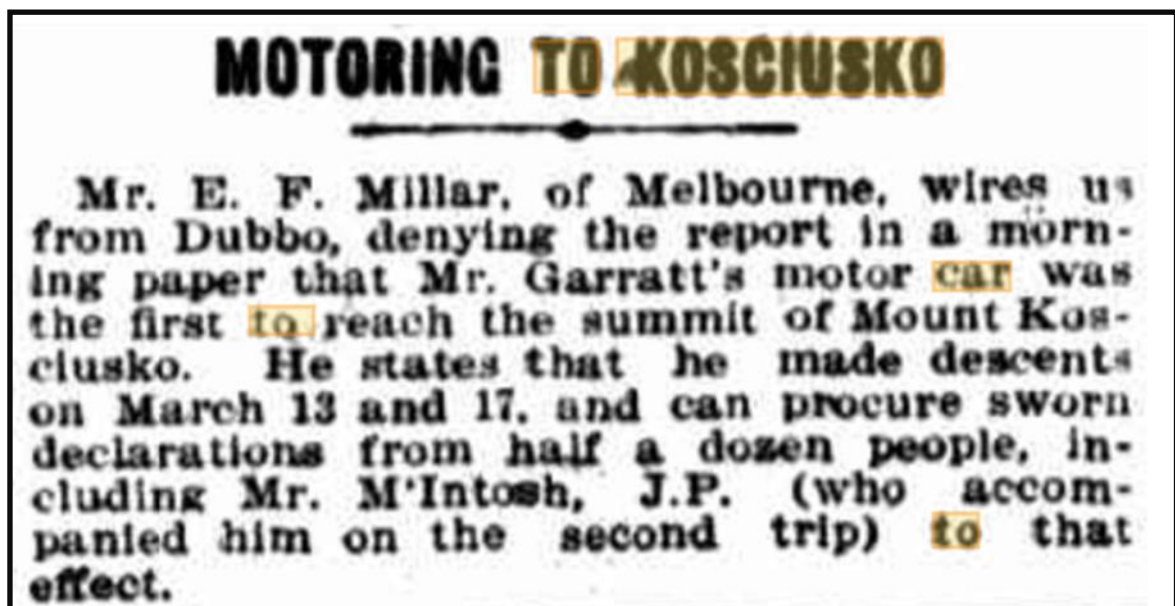 MOTORING TO KOSCIUSKO
Mr. E. F. Millar, of Melbourne, wires us
from Dubbo, denying the report in a morn-
ing paper that Mr. Garratt's motor car was
the first to reach the summit of Mount Kos-
ciusko. He states that he made descents
on March 13 and 17, and can procure sworn
declarations from half a dozen people, in-
cluding Mr. M'Intosh, J.P. (who accom-
panied him on the second trip) to that
effect.